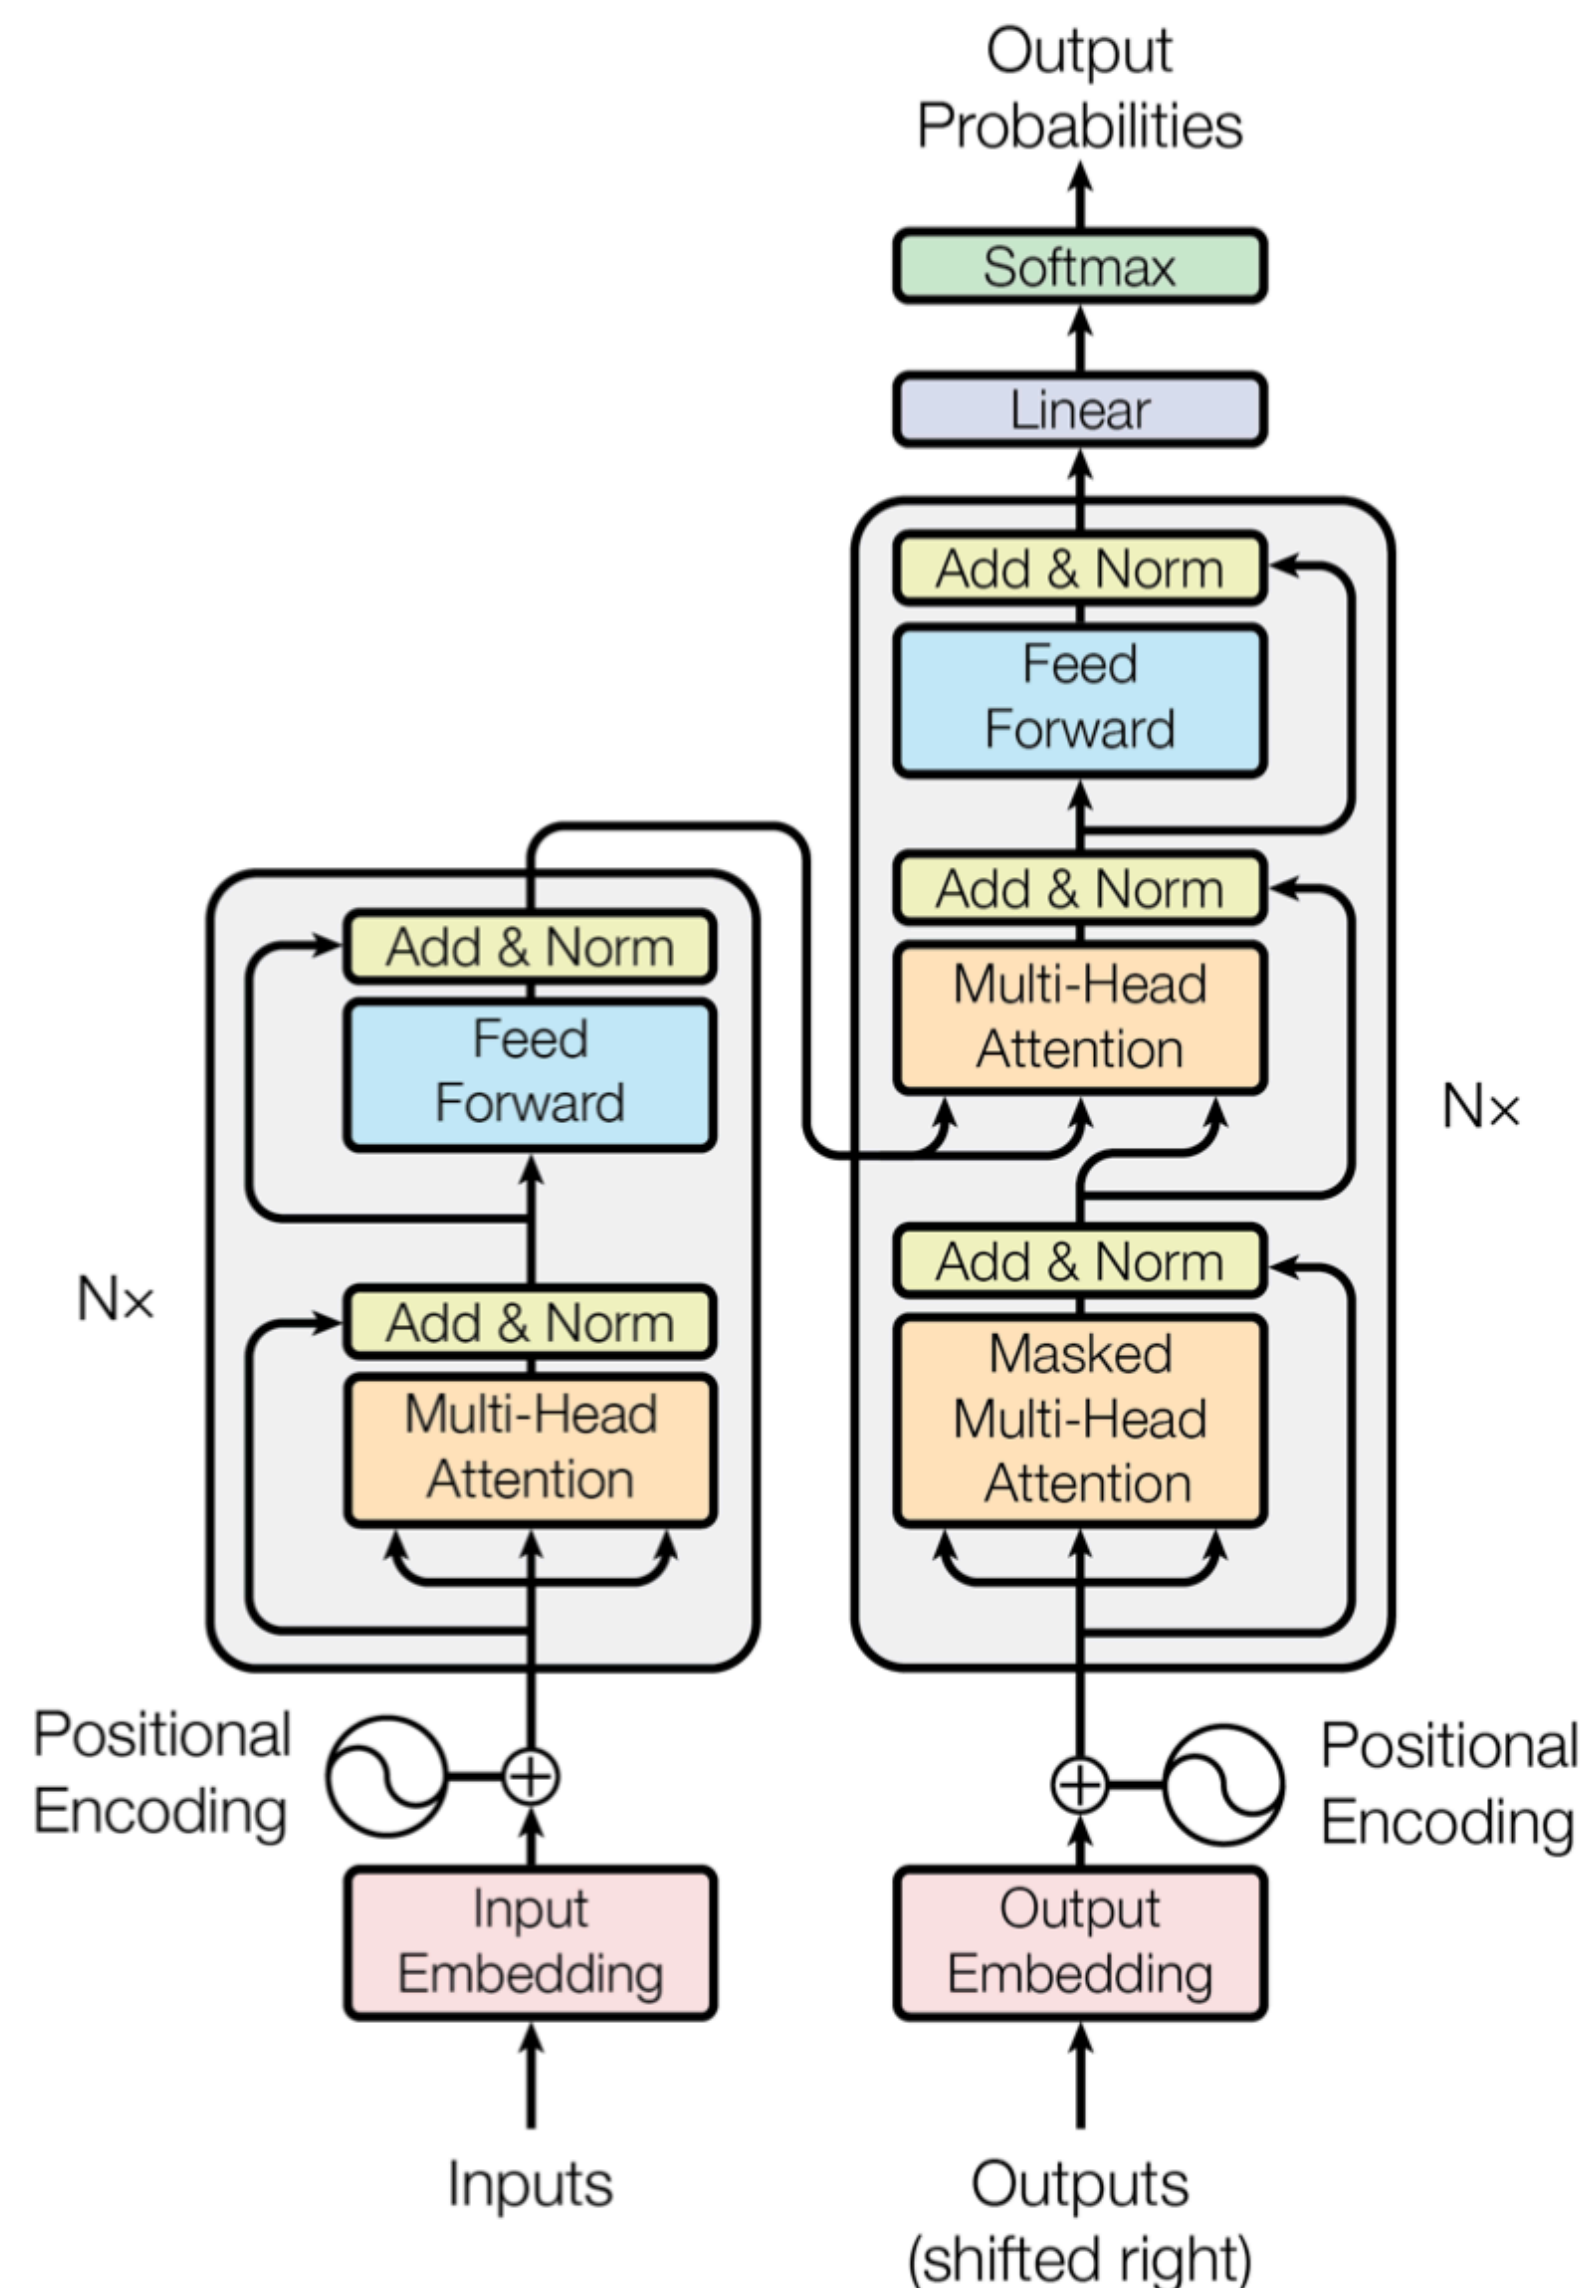 Output
Probabilities
Softmax
Linear
Add & Norm
Feed
Forward
Add & Norm
Multi-Head
Attention
Nx
Add & Norm
Masked
Multi-Head
Attention
Add & Norm
Feed
Forward
Nx
Add & Norm
Multi-Head
Attention
Positional
Encoding
Positional
Encoding
Input
Embedding
Output
Embedding
Inputs
Outputs
(shifted right)